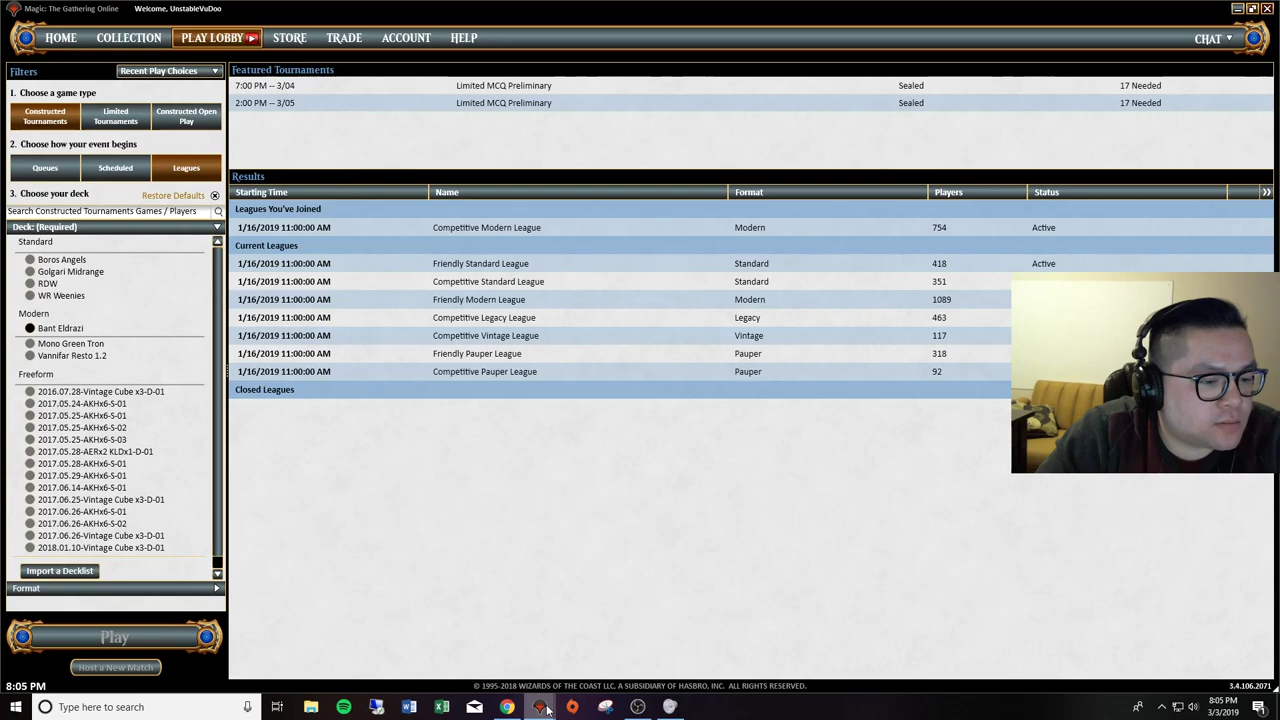 Magic: The Gathering Online Welcome, UnstableVuDoo
HOME COLLECTION PLAY LOBBY STORE TRADE ACCOUNT HELP CHAT
Filters Recent Play Choices
1. Choose a game type
Constructed Tournaments
Limited Tournaments
Constructed Open Play
2. Choose how your event begins
Queues Scheduled Leagues
3. Choose your deck Restore Defaults
Search Constructed Tournaments Games / Players
Deck: (Required)
Standard
Boros Angels
Golgari Midrange
RDW
WR Weenies
Modern
Bant Eldrazi
Mono Green Tron
Vannifar Resto 1.2
Freeform
2016.07.28-Vintage Cube x3-D-01
2017.05.24-AKHx6-S-01
2017.05.25-AKHx6-S-01
2017.05.25-AKHx6-S-02
2017.05.25-AKHx6-S-03
2017.05.28-AERx2 KLDx1-D-01
2017.05.28-AKHx6-S-01
2017.05.29-AKHx6-S-01
2017.06.14-AKHx6-S-01
2017.06.25-Vintage Cube x3-D-01
2017.06.26-AKHx6-S-01
2017.06.26-AKHx6-S-02
2017.06.26-Vintage Cube x3-D-01
2018.01.10-Vintage Cube x3-D-01
Import a Decklist
Format
Play
Host a New Match
8:05 PM
Featured Tournaments
7:00 PM -- 3/04 Limited MCQ Preliminary Sealed 17 Needed
2:00 PM -- 3/05 Limited MCQ Preliminary Sealed 17 Needed
Results
Starting Time Name Format Players Status
Leagues You've Joined
1/16/2019 11:00:00 AM Competitive Modern League Modern 754 Active
Current Leagues
1/16/2019 11:00:00 AM Friendly Standard League Standard 418 Active
1/16/2019 11:00:00 AM Competitive Standard League Standard 351
1/16/2019 11:00:00 AM Friendly Modern League Modern 1089
1/16/2019 11:00:00 AM Competitive Legacy League Legacy 463
1/16/2019 11:00:00 AM Competitive Vintage League Vintage 117
1/16/2019 11:00:00 AM Friendly Pauper League Pauper 318
1/16/2019 11:00:00 AM Competitive Pauper League Pauper 92
Closed Leagues
© 1995-2018 WIZARDS OF THE COAST LLC, A SUBSIDIARY OF HASBRO, INC. ALL RIGHTS RESERVED. 3.4.106.2071
Type here to search
8:05 PM
3/3/2019